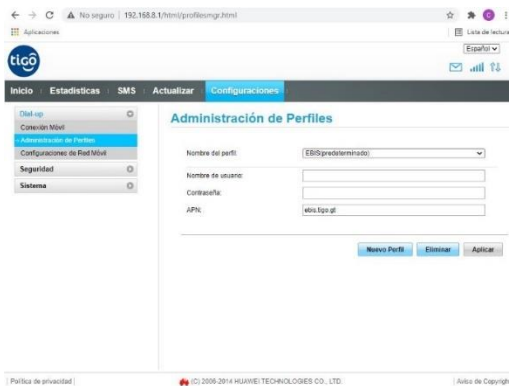 No seguro | 192.168.8.1/html/profilesmgr.html
Aplicaciones
Lista de lectura
Español
tigo
Inicio Estadísticas SMS Actualizar Configuraciones
Dial-up
Conexión Móvil
Administración de Perfiles
Configuraciones de Red Móvil
Seguridad
Sistema
Administración de Perfiles
Nombre del perfil: EBIS(predeterminado)
Nombre de usuario:
Contraseña:
APN: ebis.tigo.gt
Nuevo Perfil Eliminar Aplicar
Política de privacidad | (C) 2006-2014 HUAWEI TECHNOLOGIES CO., LTD. | Aviso de Copyright